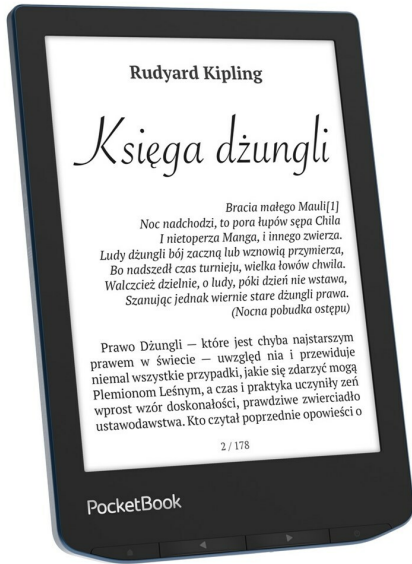 Rudyard Kipling
Księga dżungli
Bracia małego Mauli[1]
Noc nadchodzi, to pora łupów sępa Chila
I nietoperza Manga, i innego zwierza.
Ludy dżungli bój zaczną lub wznowią przymierza,
Bo nadszedł czas turnieju, wielka łowów chwila.
Walczcież dzielnie, o ludy, póki dzień nie wstawa,
Szanując jednak wiernie stare dżungli prawa.
(Nocna pobudka ostępu)
Prawo Dżungli — które jest chyba najstarszym
prawem w świecie — uwzględ nia i przewiduje
niemal wszystkie przypadki, jakie się zdarzyć mogą
Plemionom Leśnym, a czas i praktyka uczyniły zeń
wprost wzór doskonałości, prawdziwe zwierciadło
ustawodawstwa. Kto czytał poprzednie opowieści o
2 / 178
PocketBook